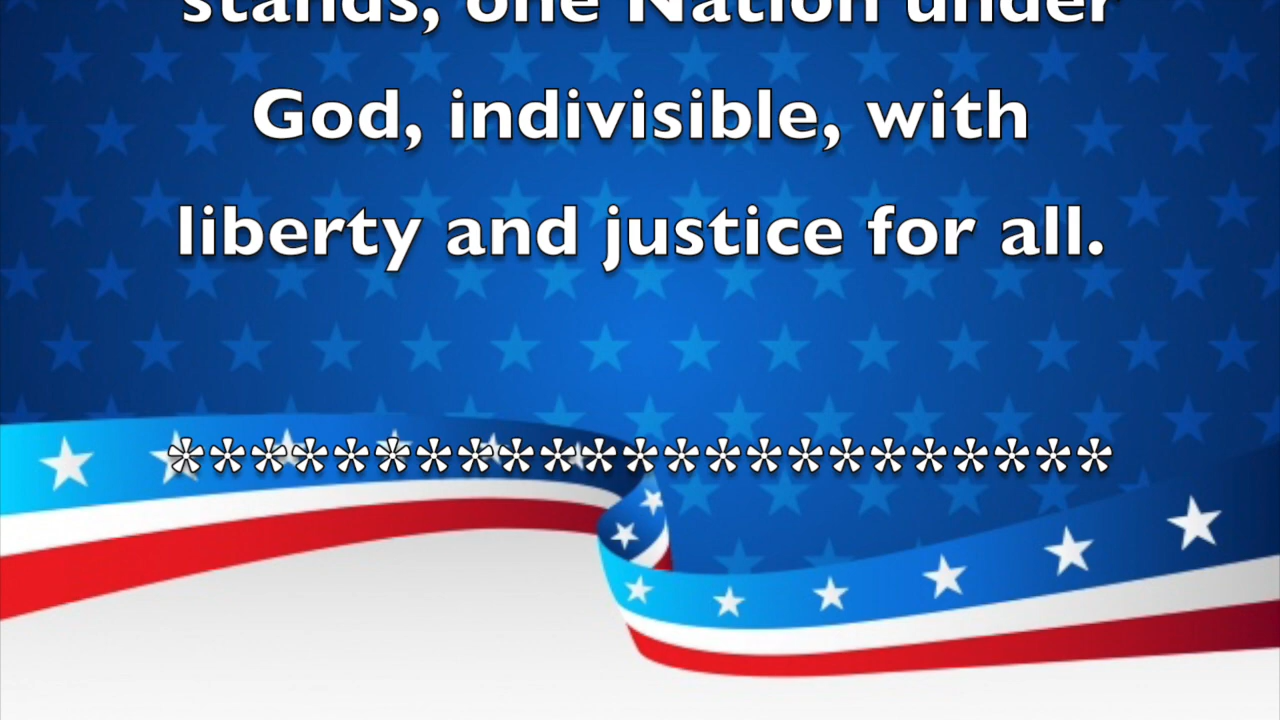 stands, one Nation under
God, indivisible, with
liberty and justice for all.
***********************